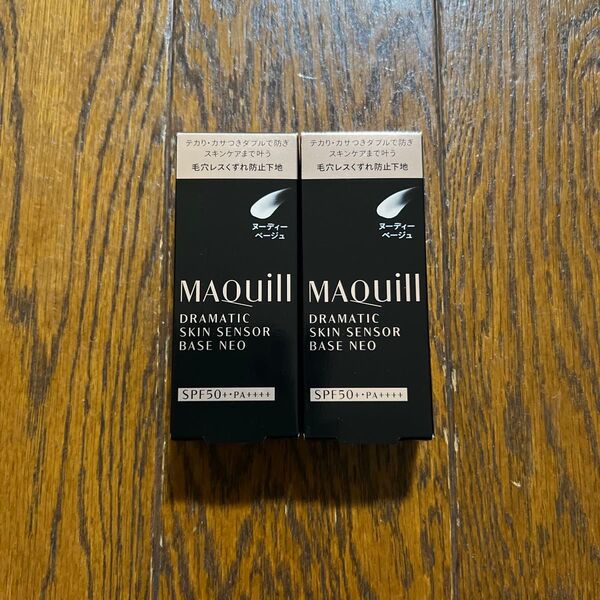 テカり・カサつきダブルで防ぎ
スキンケアまで叶う
毛穴レスくずれ防止下地
ヌーディー
ベージュ
MAQuill
DRAMATIC
SKIN SENSOR
BASE NEO
SPF50+・PA++++
テカり・カサつきダブルで防ぎ
スキンケアまで叶う
毛穴レスくずれ防止下地
ヌーディー
ベージュ
MAQuill
DRAMATIC
SKIN SENSOR
BASE NEO
SPF50+・PA++++